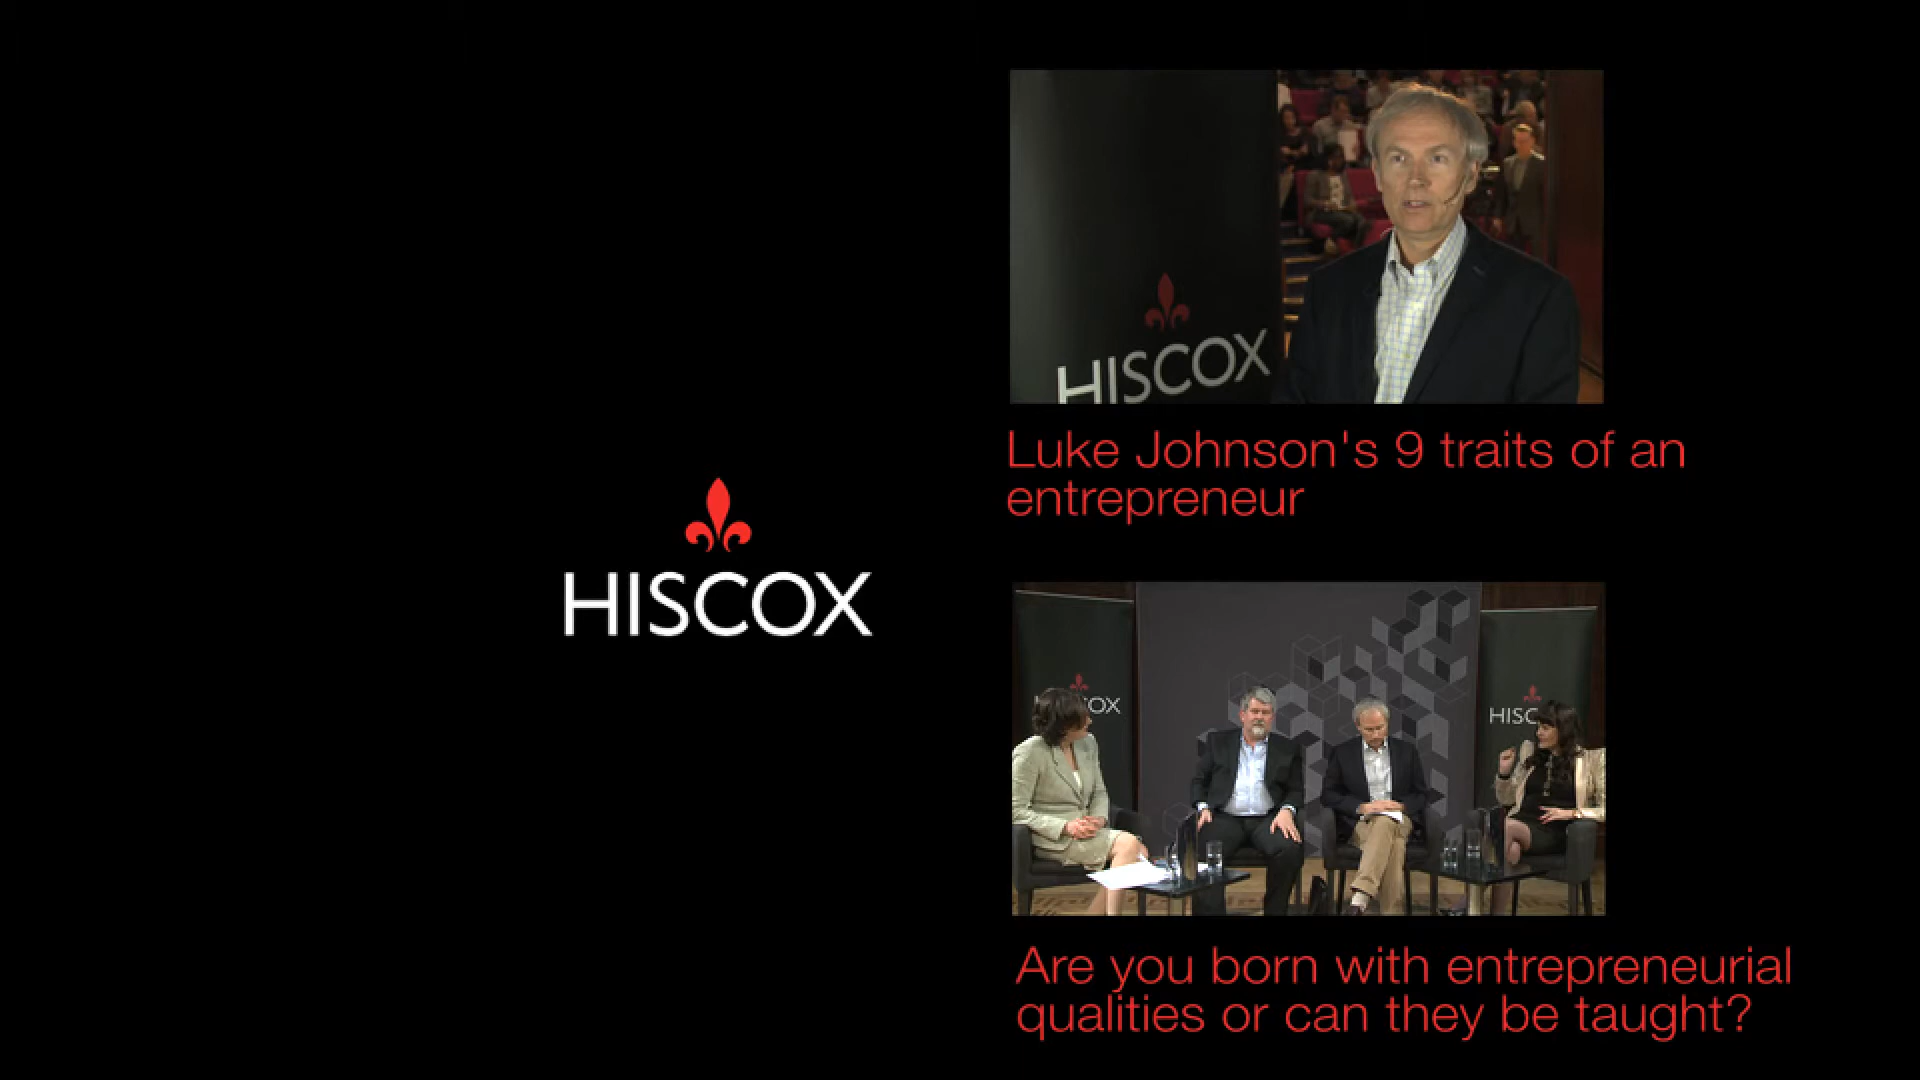 HISCOX
HISCOX
Luke Johnson's 9 traits of an
entrepreneur
OX
HISC
Are you born with entrepreneurial
qualities or can they be taught?